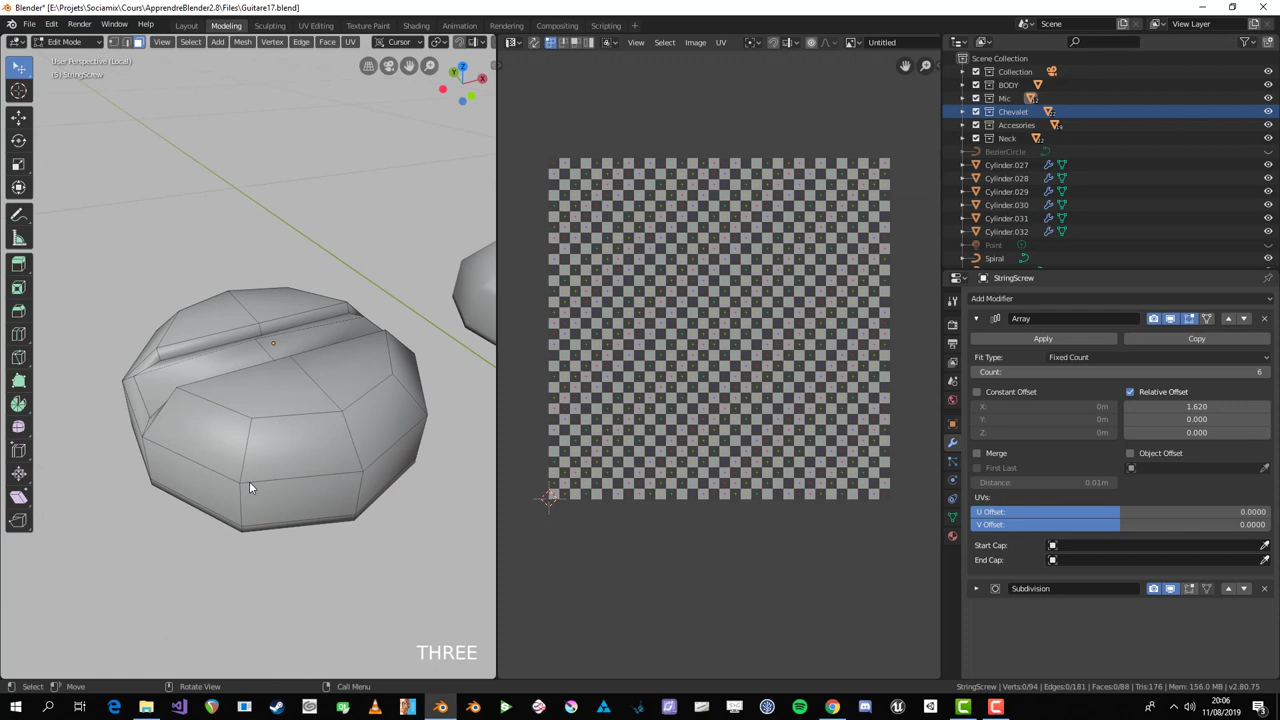 Blender* [E:\Projets\Sociamix\Cours\ApprendreBlender2.8\Files\Guitare17.blend]
File Edit Render Window Help Layout Modeling Sculpting UV Editing Texture Paint Shading Animation Rendering Compositing Scripting + Scene View Layer
Edit Mode View Select Add Mesh Vertex Edge Face UV Cursor View Select Image UV Untitled
User Perspective (Local)
(5) StringScrew
Z
Y
X
THREE
Scene Collection
Collection
BODY
Mic
Chevalet
Accesories
Neck
BezierCircle
Cylinder.027
Cylinder.028
Cylinder.029
Cylinder.030
Cylinder.031
Cylinder.032
Point
Spiral
StringScrew
Add Modifier
Array
Apply Copy
Fit Type: Fixed Count
Count: 6
Constant Offset Relative Offset
X: 0m 1.620
Y: 0m 0.000
Z: 0m 0.000
Merge Object Offset
First Last
Distance: 0.01m
UVs:
U Offset: 0.0000
V Offset: 0.0000
Start Cap:
End Cap:
Subdivision
Select Move Rotate View Call Menu StringScrew | Verts:0/94 | Edges:0/181 | Faces:0/88 | Tris:176 | Mem: 156.0 MB | v2.80.75
20:06
11/08/2019